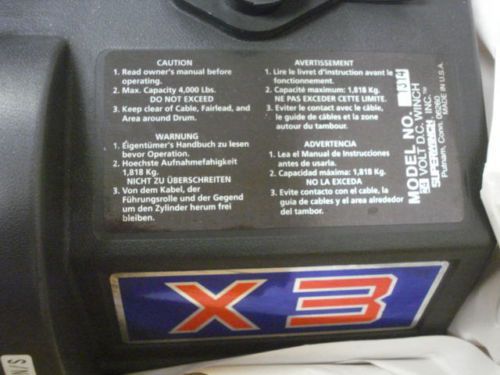 CAUTION
1. Read owner's manual before
operating.
2. Max. Capacity 4,000 Lbs.
DO NOT EXCEED
3. Keep clear of Cable, Fairlead, and
Area around Drum.
WARNUNG
1. Eigentümer's Handbuch zu lesen
bevor Operation.
2. Hoechste Aufnahmefahigkeit
1,818 Kg.
NICHT ZU ÜBERSCHREITEN
3. Von dem Kabel, der
Führungsrolle und der Gegend
um den Zylinder herum frei
bleiben.
AVERTISSEMENT
1. Lire le livret d'instruction avant le
fonctionnement.
2. Capacité maximum: 1,818 Kg.
NE PAS EXCEDER CETTE LIMITE.
3. Eviter le contact avec le câble,
le guide de câbles et la zone
autour du tambour.
ADVERTENCIA
1. Lea el Manual de Instrucciones
antes de usarla.
2. Capacidad máxima: 1,818 Kg.
NO LA EXCEDA
3. Evite contacto con el cable, la
guia de cables y el area alrededor
del tambor.
MODEL NO.
VOLT D.C. WINCH
SUPERWINCH, INC.™
Putnam, Conn. 06260
MADE IN U.S.A.
X3
S/N